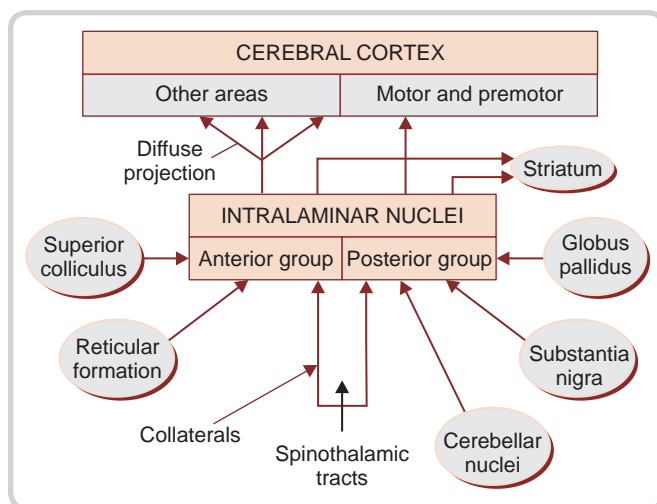 CEREBRAL CORTEX
Other areas
Motor and premotor
Diffuse
projection
Striatum
INTRALAMINAR NUCLEI
Superior
colliculus
Anterior group
Posterior group
Globus
pallidus
Reticular
formation
Substantia
nigra
Collaterals
Spinothalamic
tracts
Cerebellar
nuclei